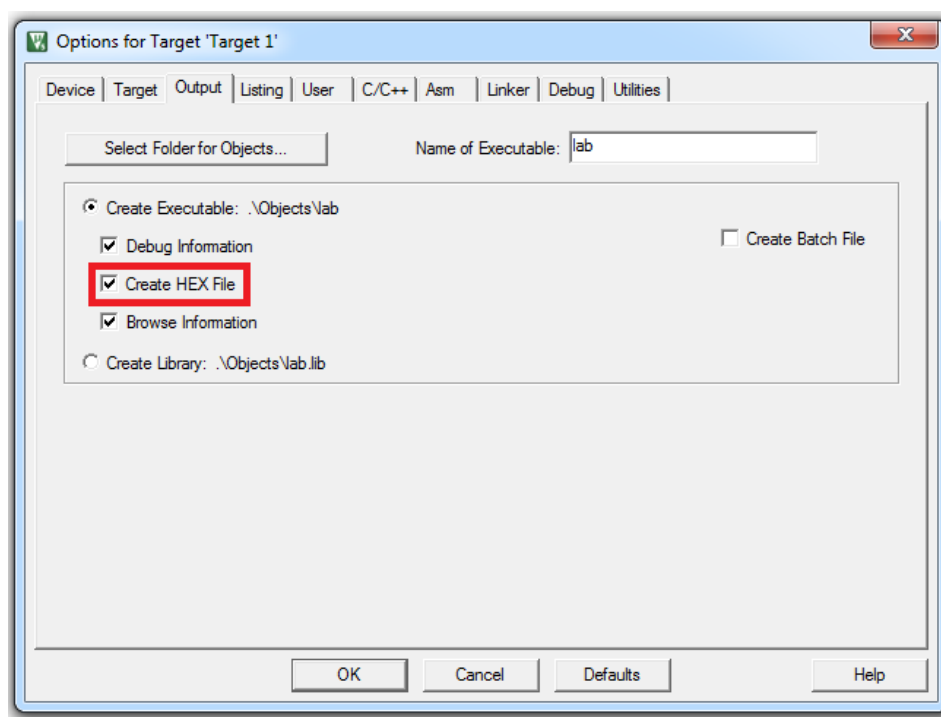 Options for Target 'Target 1'
Device Target Output Listing User C/C++ Asm Linker Debug Utilities
Select Folder for Objects... Name of Executable: lab
Create Executable: .\Objects\lab
Debug Information Create Batch File
Create HEX File
Browse Information
Create Library: .\Objects\lab.lib
OK Cancel Defaults Help